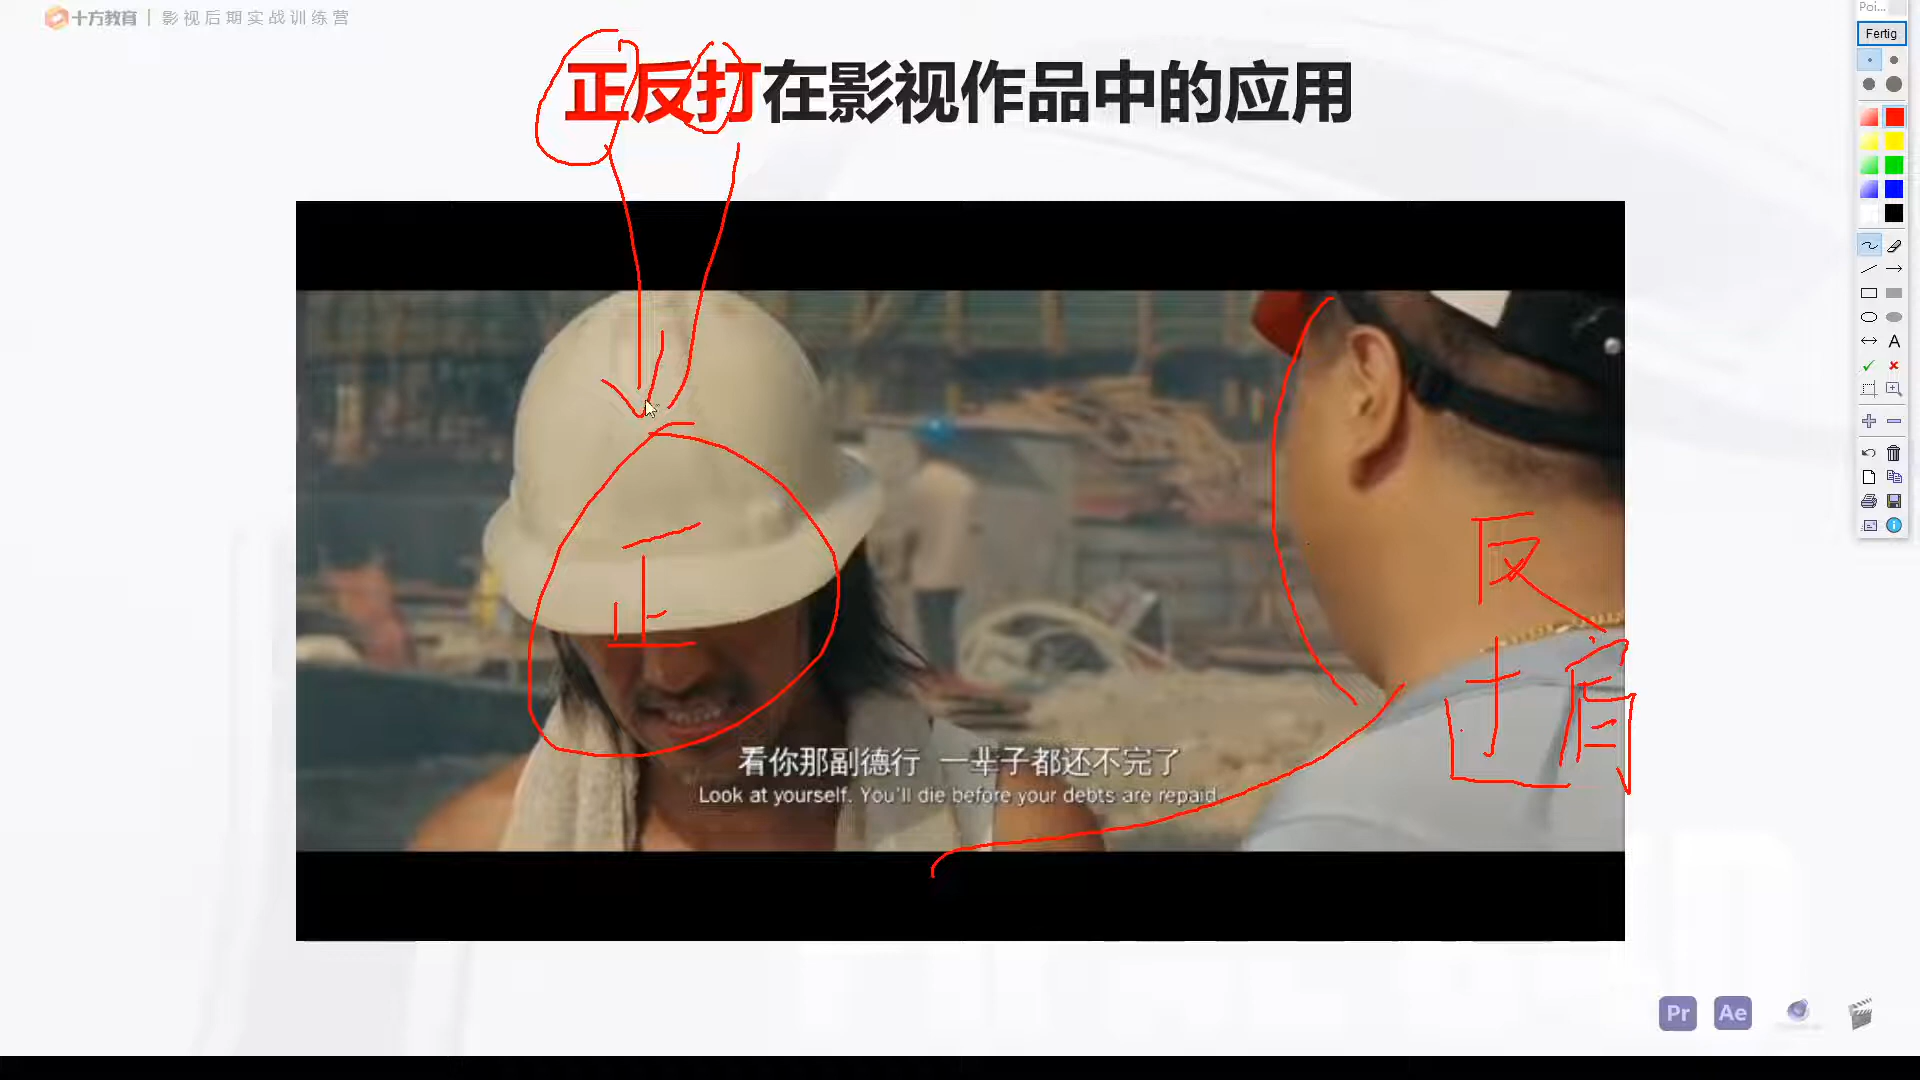 十方教育 | 影视后期实战训练营
Poi...
Fertig
正反打在影视作品中的应用
A
正
反
看你那副德行 一辈子都还不完了
Look at yourself. You'll die before your debts are repaid.
Pr Ae